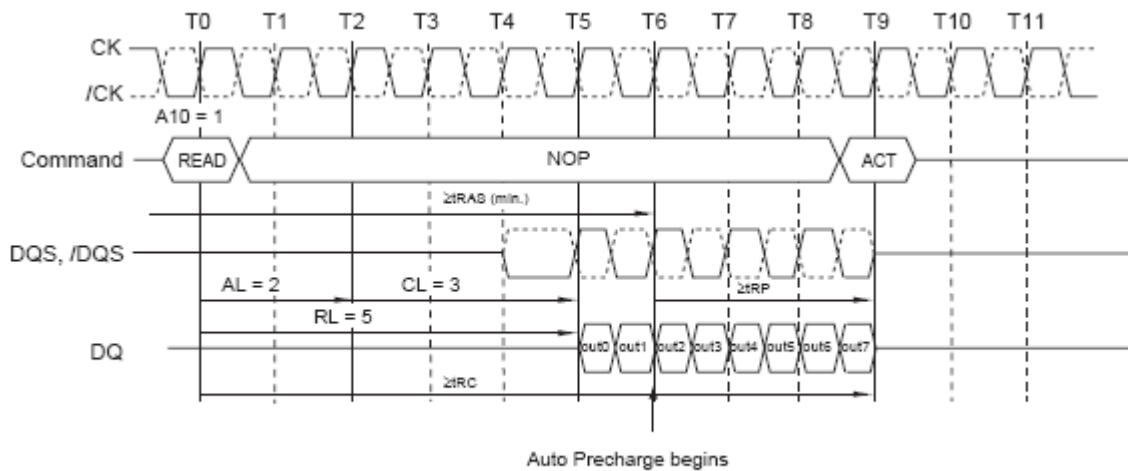 T0 T1 T2 T3 T4 T5 T6 T7 T8 T9 T10 T11
CK
/CK
A10 = 1
Command READ NOP ACT
≥tRAS (min.)
DQS, /DQS
≥tRP
AL = 2 CL = 3
RL = 5
DQ out0 out1 out2 out3 out4 out5 out6 out7
≥tRC
Auto Precharge begins